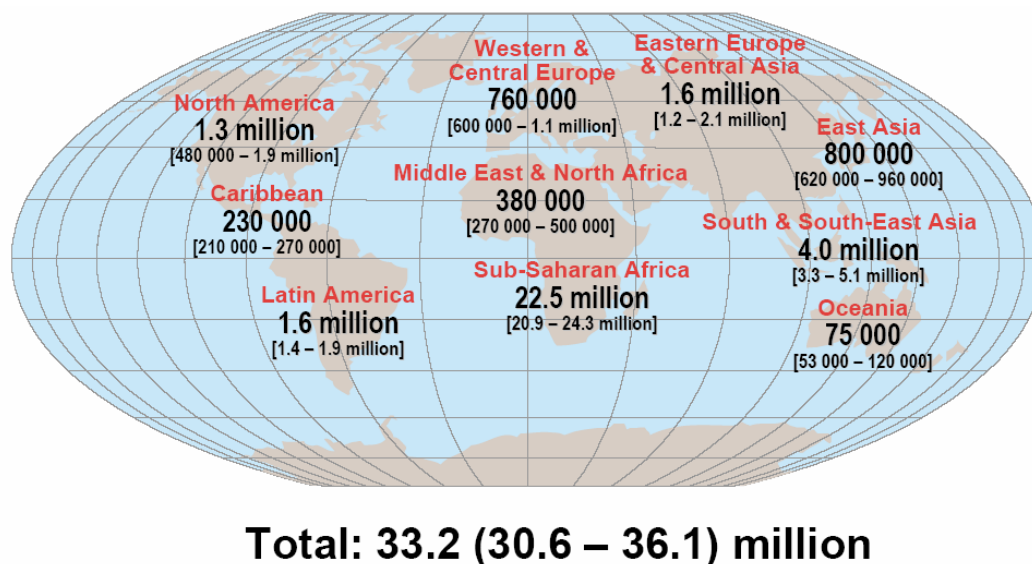 Western &
Central Europe
760 000
[600 000 – 1.1 million]
Eastern Europe
& Central Asia
1.6 million
[1.2 – 2.1 million]
North America
1.3 million
[480 000 – 1.9 million]
East Asia
800 000
[620 000 – 960 000]
Middle East & North Africa
380 000
[270 000 – 500 000]
Caribbean
230 000
[210 000 – 270 000]
South & South-East Asia
4.0 million
[3.3 – 5.1 million]
Sub-Saharan Africa
22.5 million
[20.9 – 24.3 million]
Latin America
1.6 million
[1.4 – 1.9 million]
Oceania
75 000
[53 000 – 120 000]
Total: 33.2 (30.6 – 36.1) million